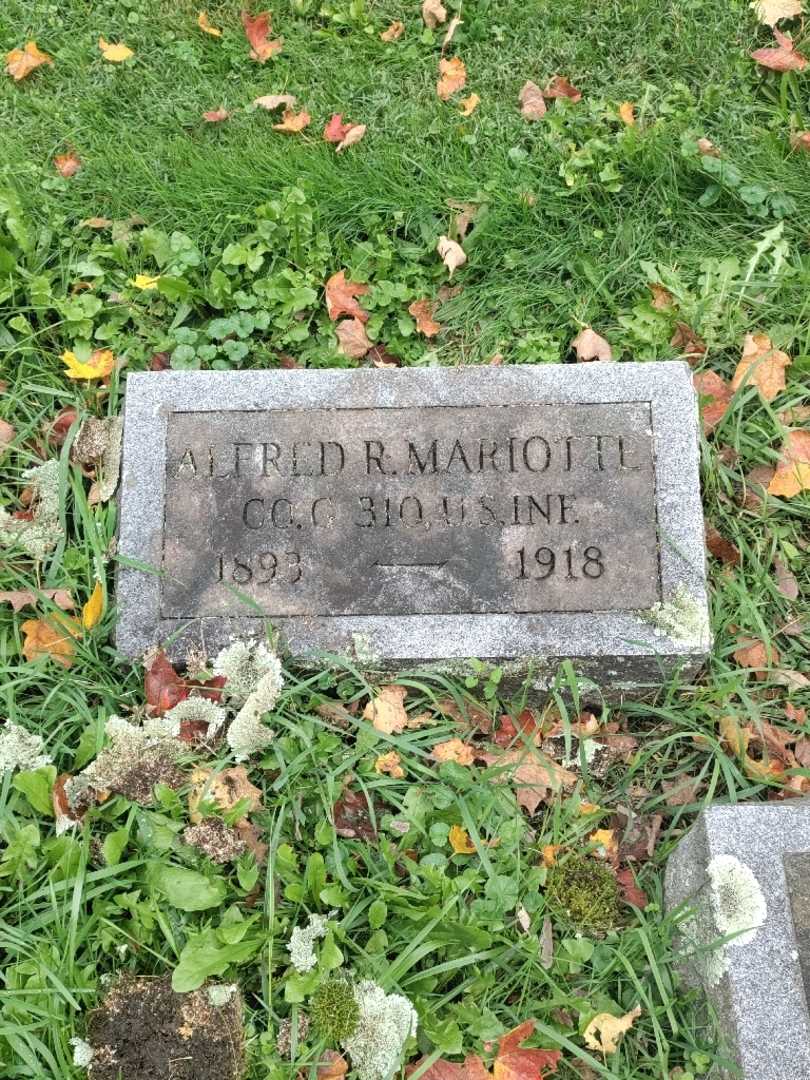 ALFRED R. MARIOTTE
CO. G 310, U.S. INF.
1893 — 1918